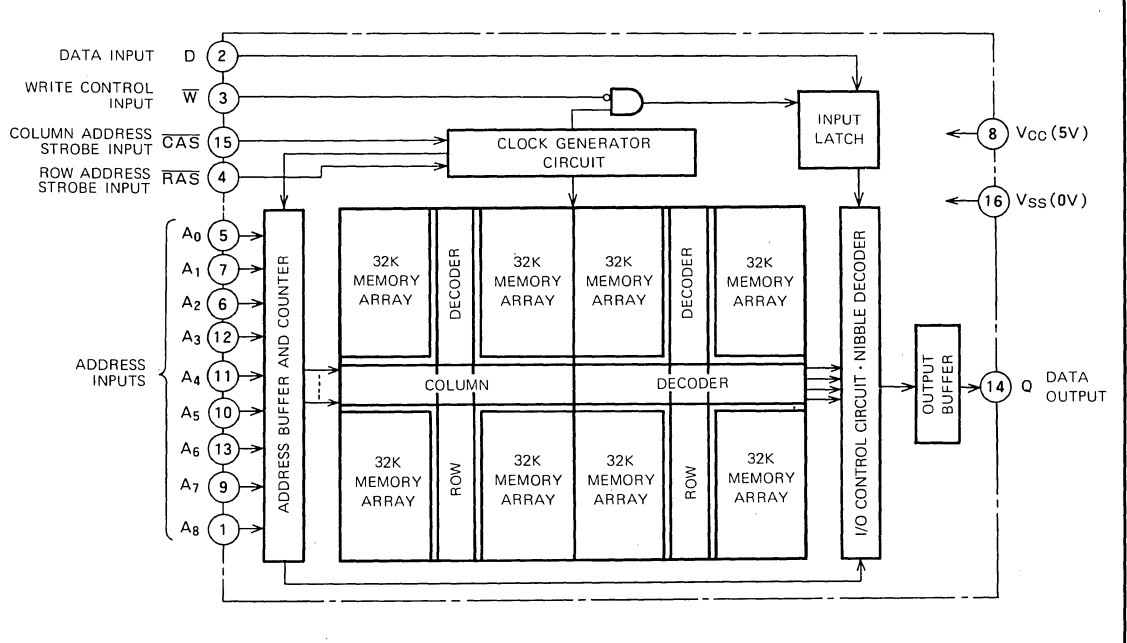 DATA INPUT D 2
WRITE CONTROL
INPUT W̅ 3
COLUMN ADDRESS
STROBE INPUT C̅A̅S̅ 15
ROW ADDRESS
STROBE INPUT R̅A̅S̅ 4
CLOCK GENERATOR
CIRCUIT
INPUT
LATCH
8 VCC(5V)
16 VSS(0V)
ADDRESS
INPUTS
A0 5
A1 7
A2 6
A3 12
A4 11
A5 10
A6 13
A7 9
A8 1
ADDRESS BUFFER AND COUNTER
32K
MEMORY
ARRAY
DECODER
32K
MEMORY
ARRAY
32K
MEMORY
ARRAY
DECODER
32K
MEMORY
ARRAY
COLUMN DECODER
32K
MEMORY
ARRAY
ROW
32K
MEMORY
ARRAY
32K
MEMORY
ARRAY
ROW
32K
MEMORY
ARRAY
I/O CONTROL CIRCUIT · NIBBLE DECODER
OUTPUT
BUFFER
14 Q DATA
OUTPUT